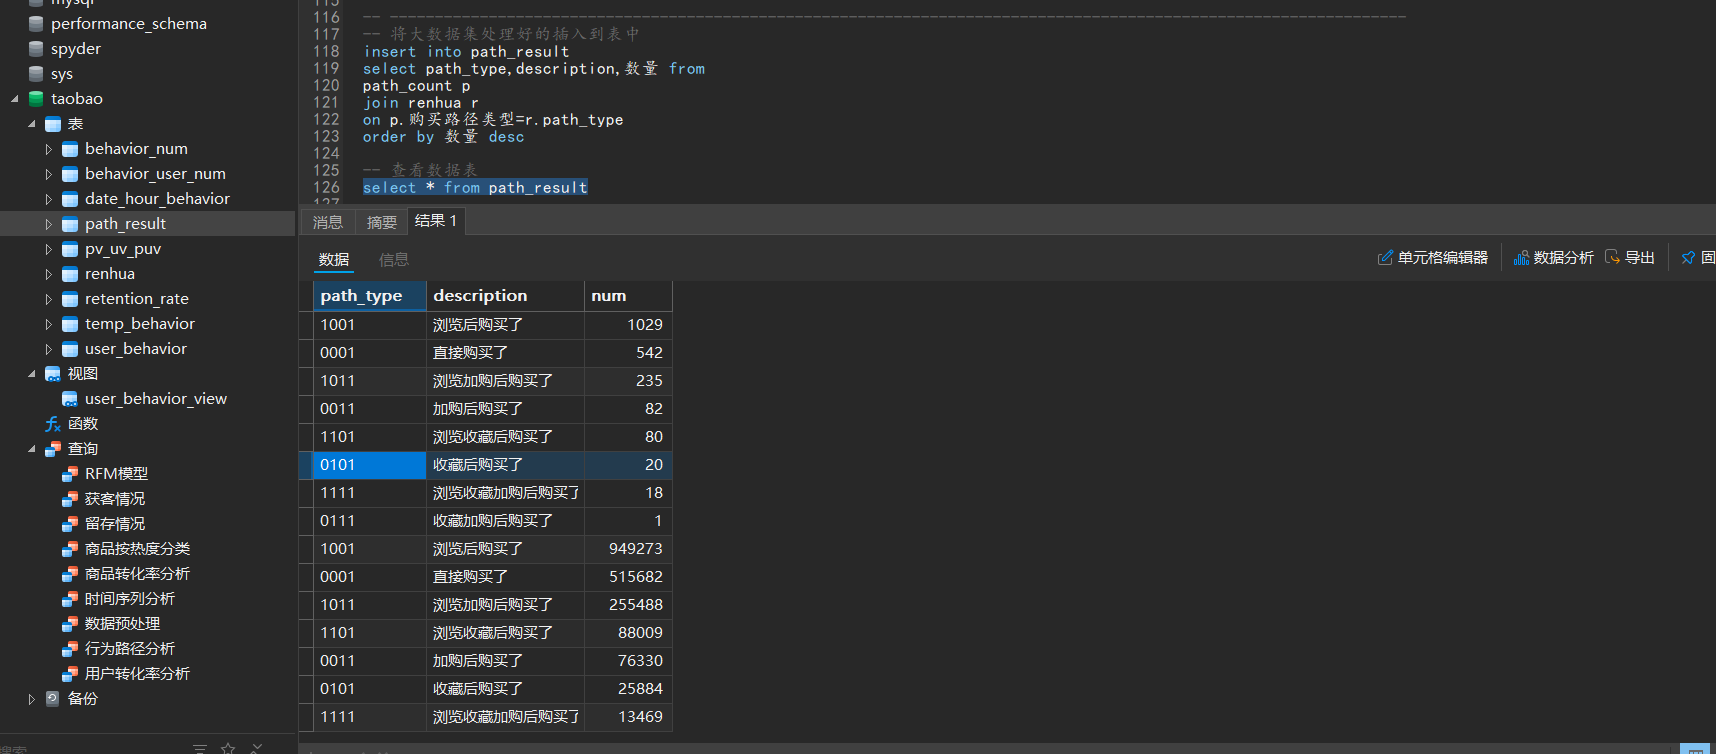 mysql
performance_schema
spyder
sys
taobao
表
behavior_num
behavior_user_num
date_hour_behavior
path_result
pv_uv_puv
renhua
retention_rate
temp_behavior
user_behavior
视图
user_behavior_view
函数
查询
RFM模型
获客情况
留存情况
商品按热度分类
商品转化率分析
时间序列分析
数据预处理
行为路径分析
用户转化率分析
备份
搜索
115
116 -- ----------------------------------------------------------------------------------------------------
117 -- 将大数据集处理好的插入到表中
118 insert into path_result
119 select path_type,description,数量 from
120 path_count p
121 join renhua r
122 on p.购买路径类型=r.path_type
123 order by 数量 desc
124
125 -- 查看数据表
126 select * from path_result
127
消息 摘要 结果 1
数据 信息 单元格编辑器 数据分析 导出 固
path_type description num
1001 浏览后购买了 1029
0001 直接购买了 542
1011 浏览加购后购买了 235
0011 加购后购买了 82
1101 浏览收藏后购买了 80
0101 收藏后购买了 20
1111 浏览收藏加购后购买了 18
0111 收藏加购后购买了 1
1001 浏览后购买了 949273
0001 直接购买了 515682
1011 浏览加购后购买了 255488
1101 浏览收藏后购买了 88009
0011 加购后购买了 76330
0101 收藏后购买了 25884
1111 浏览收藏加购后购买了 13469